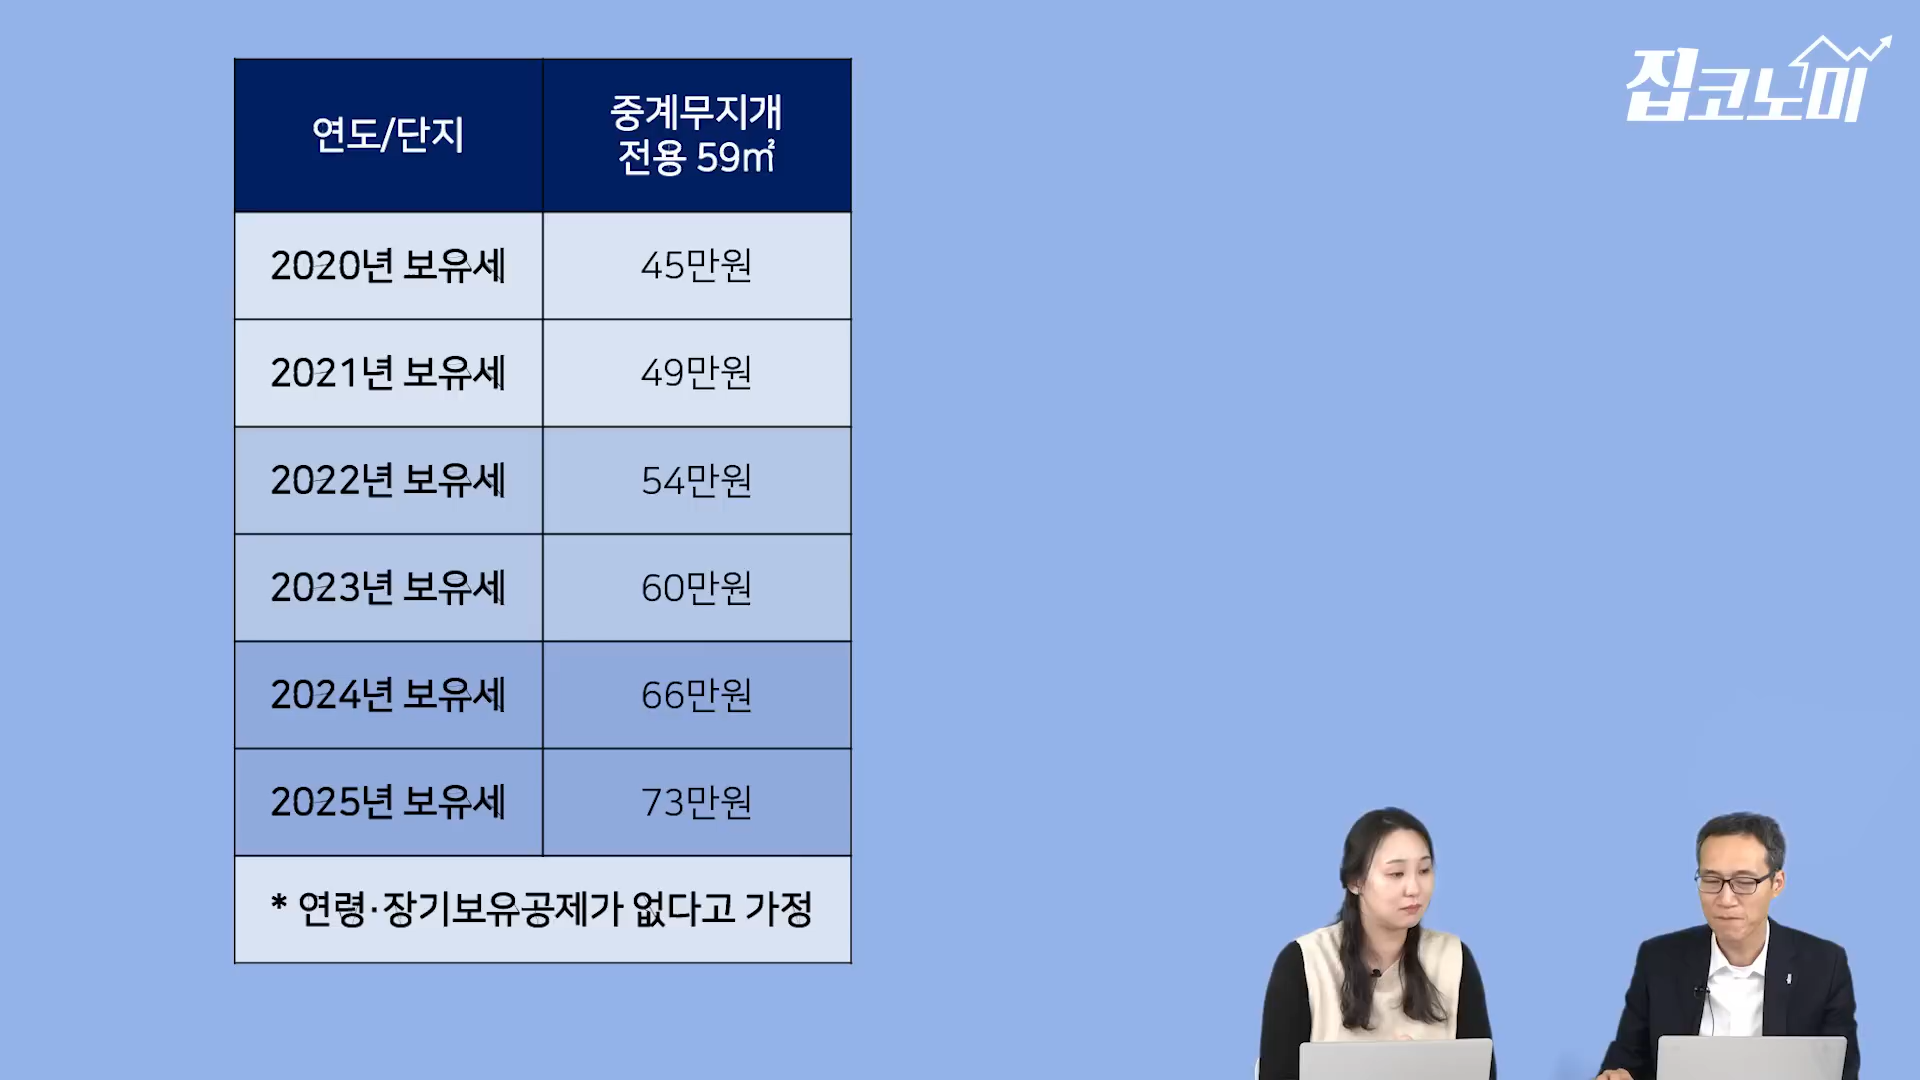 집코노미
연도/단지
중계무지개
전용 59㎡
2020년 보유세
45만원
2021년 보유세
49만원
2022년 보유세
54만원
2023년 보유세
60만원
2024년 보유세
66만원
2025년 보유세
73만원
* 연령·장기보유공제가 없다고 가정